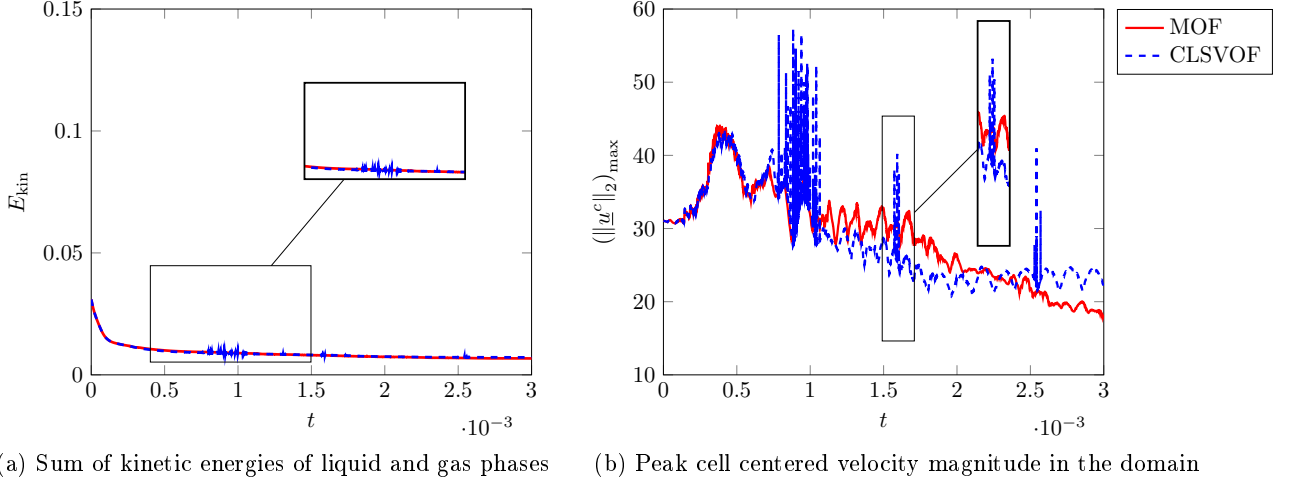 0.15
0.1
0.05
0
E_kin
0 0.5 1 1.5 2 2.5 3
t
·10⁻³
60
50
40
30
20
10
(||u^c||₂)_max
0 0.5 1 1.5 2 2.5 3
t
·10⁻³
MOF
CLSVOF
(a) Sum of kinetic energies of liquid and gas phases
(b) Peak cell centered velocity magnitude in the domain